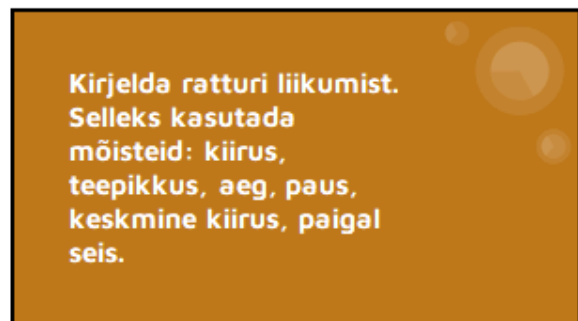 Kirjelda ratturi liikumist.
Selleks kasutada
mõisteid: kiirus,
teepikkus, aeg, paus,
keskmine kiirus, paigal
seis.